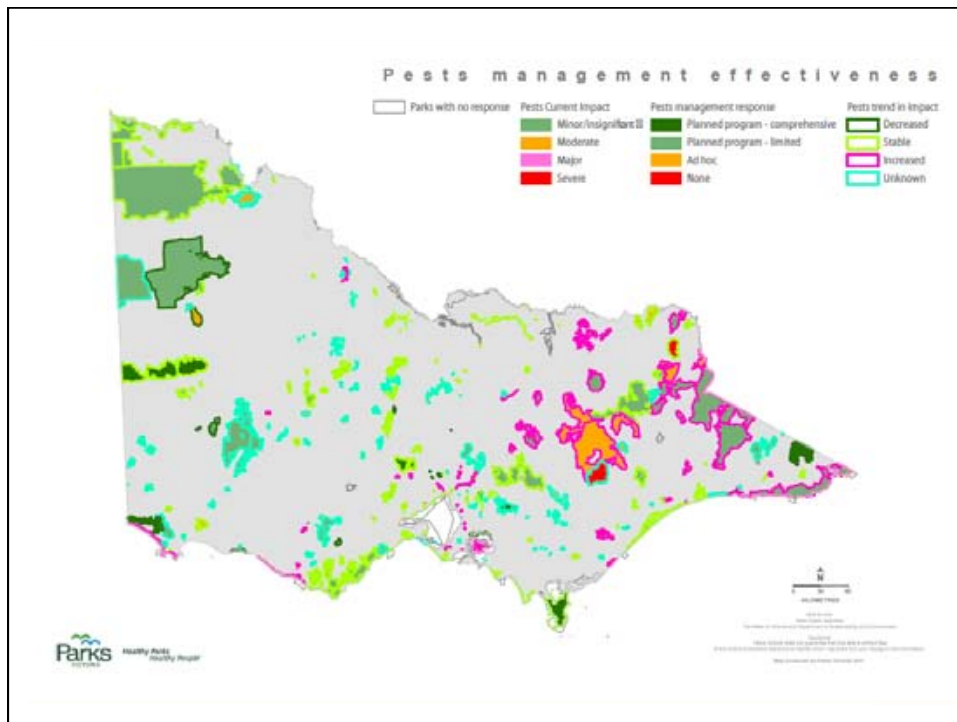 Pests management effectiveness
Parks with no response
Pests Current Impact
Minor/insignifiant
Moderate
Major
Severe
Pests management response
Planned program - comprehensive
Planned program - limited
Ad hoc
None
Pests trend in impact
Decreased
Stable
Increased
Unknown
N
KILOMETRES
Parks
VICTORIA
Healthy Parks
Healthy People